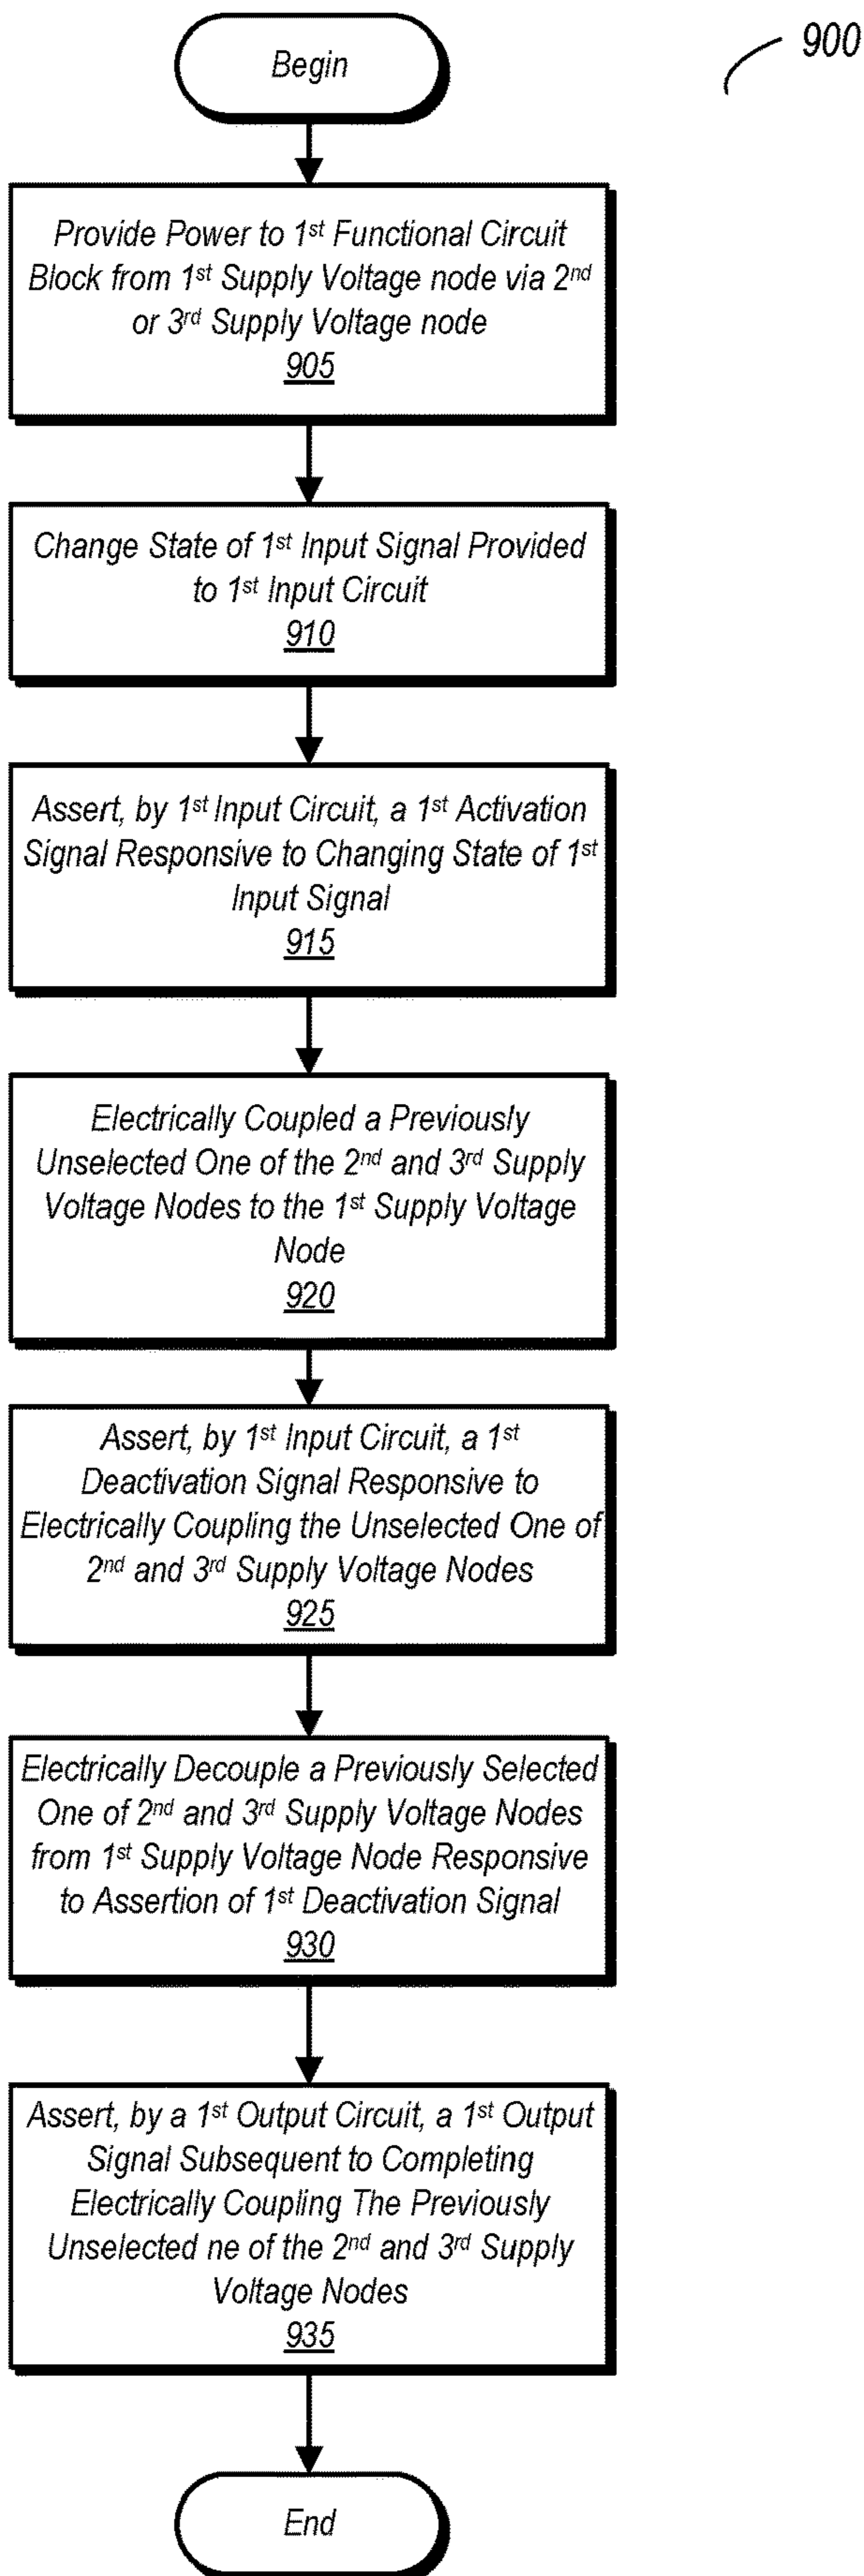 900
Begin
Provide Power to 1st Functional Circuit
Block from 1st Supply Voltage node via 2nd
or 3rd Supply Voltage node
905
Change State of 1st Input Signal Provided
to 1st Input Circuit
910
Assert, by 1st Input Circuit, a 1st Activation
Signal Responsive to Changing State of 1st
Input Signal
915
Electrically Coupled a Previously
Unselected One of the 2nd and 3rd Supply
Voltage Nodes to the 1st Supply Voltage
Node
920
Assert, by 1st Input Circuit, a 1st
Deactivation Signal Responsive to
Electrically Coupling the Unselected One of
2nd and 3rd Supply Voltage Nodes
925
Electrically Decouple a Previously Selected
One of 2nd and 3rd Supply Voltage Nodes
from 1st Supply Voltage Node Responsive
to Assertion of 1st Deactivation Signal
930
Assert, by a 1st Output Circuit, a 1st Output
Signal Subsequent to Completing
Electrically Coupling The Previously
Unselected ne of the 2nd and 3rd Supply
Voltage Nodes
935
End